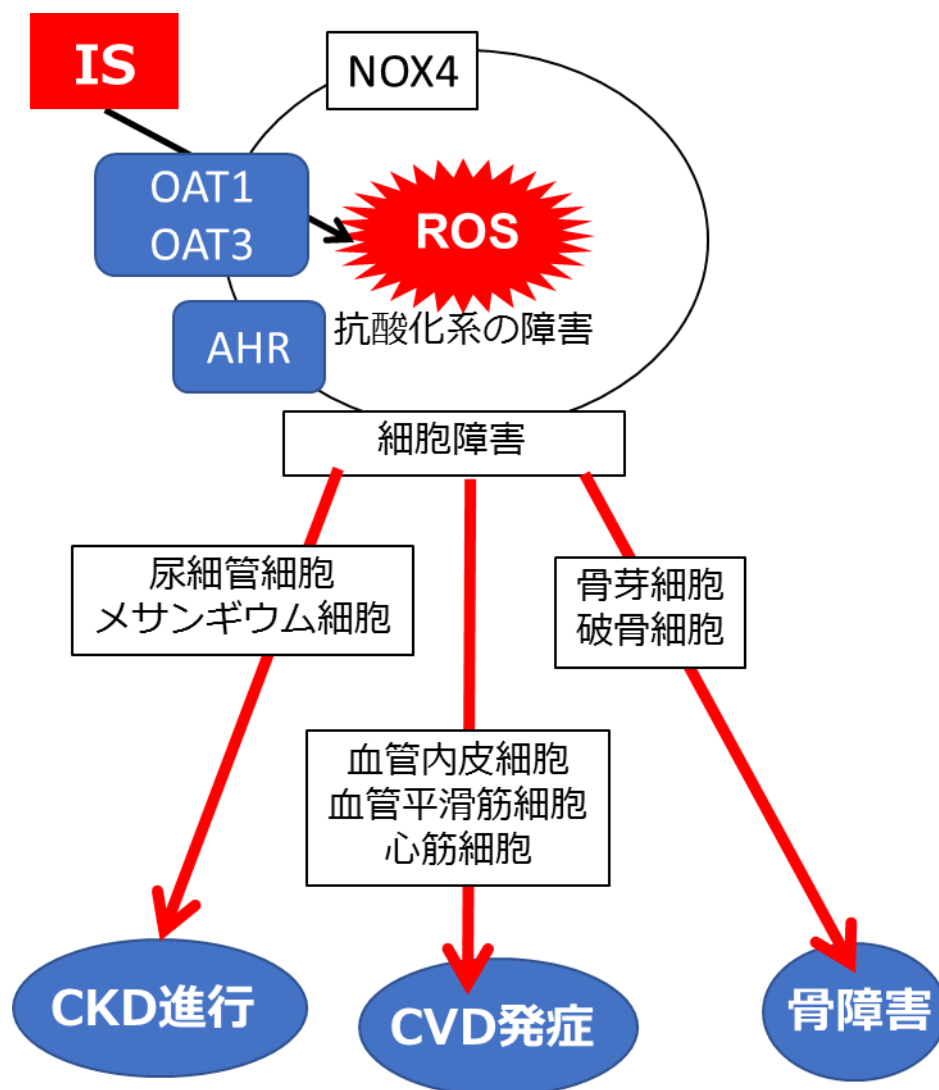 IS
NOX4
OAT1
OAT3
ROS
AHR
抗酸化系の障害
細胞障害
尿細管細胞
メサンギウム細胞
骨芽細胞
破骨細胞
血管内皮細胞
血管平滑筋細胞
心筋細胞
CKD進行
CVD発症
骨障害